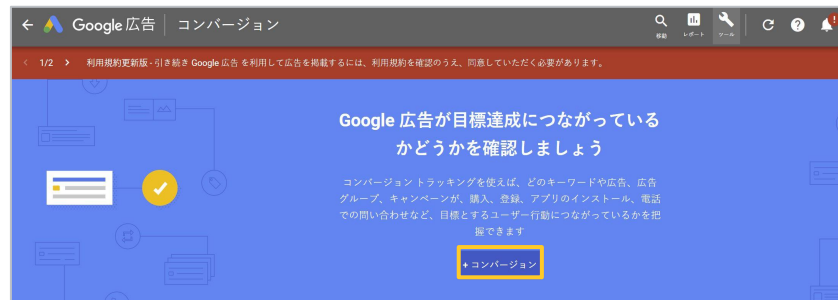 Google 広告 コンバージョン
移動 レポート ツール
1/2 利用規約更新版 - 引き続き Google 広告 を利用して広告を掲載するには、利用規約を確認のうえ、同意していただく必要があります。
Google 広告が目標達成につながっている
かどうかを確認しましょう
コンバージョン トラッキングを使えば、どのキーワードや広告、広告
グループ、キャンペーンが、購入、登録、アプリのインストール、電話
での問い合わせなど、目標とするユーザー行動につながっているかを把
握できます
+ コンバージョン